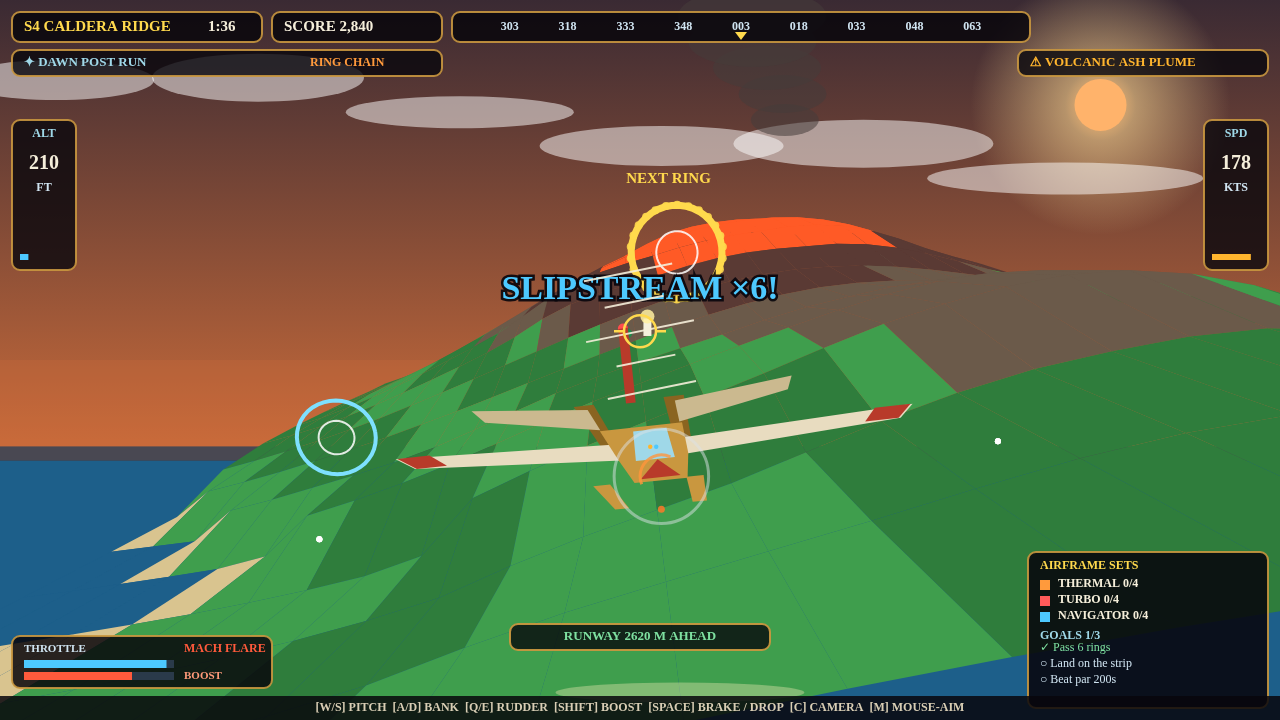 S4 CALDERA RIDGE 1:36
SCORE 2,840
303 318 333 348 003 018 033 048 063
✦ DAWN POST RUN RING CHAIN
⚠ VOLCANIC ASH PLUME
ALT
210
FT
SPD
178
KTS
NEXT RING
SLIPSTREAM ×6!
RUNWAY 2620 M AHEAD
THROTTLE MACH FLARE
BOOST
AIRFRAME SETS
THERMAL 0/4
TURBO 0/4
NAVIGATOR 0/4
GOALS 1/3
✓ Pass 6 rings
○ Land on the strip
○ Beat par 200s
[W/S] PITCH [A/D] BANK [Q/E] RUDDER [SHIFT] BOOST [SPACE] BRAKE / DROP [C] CAMERA [M] MOUSE-AIM